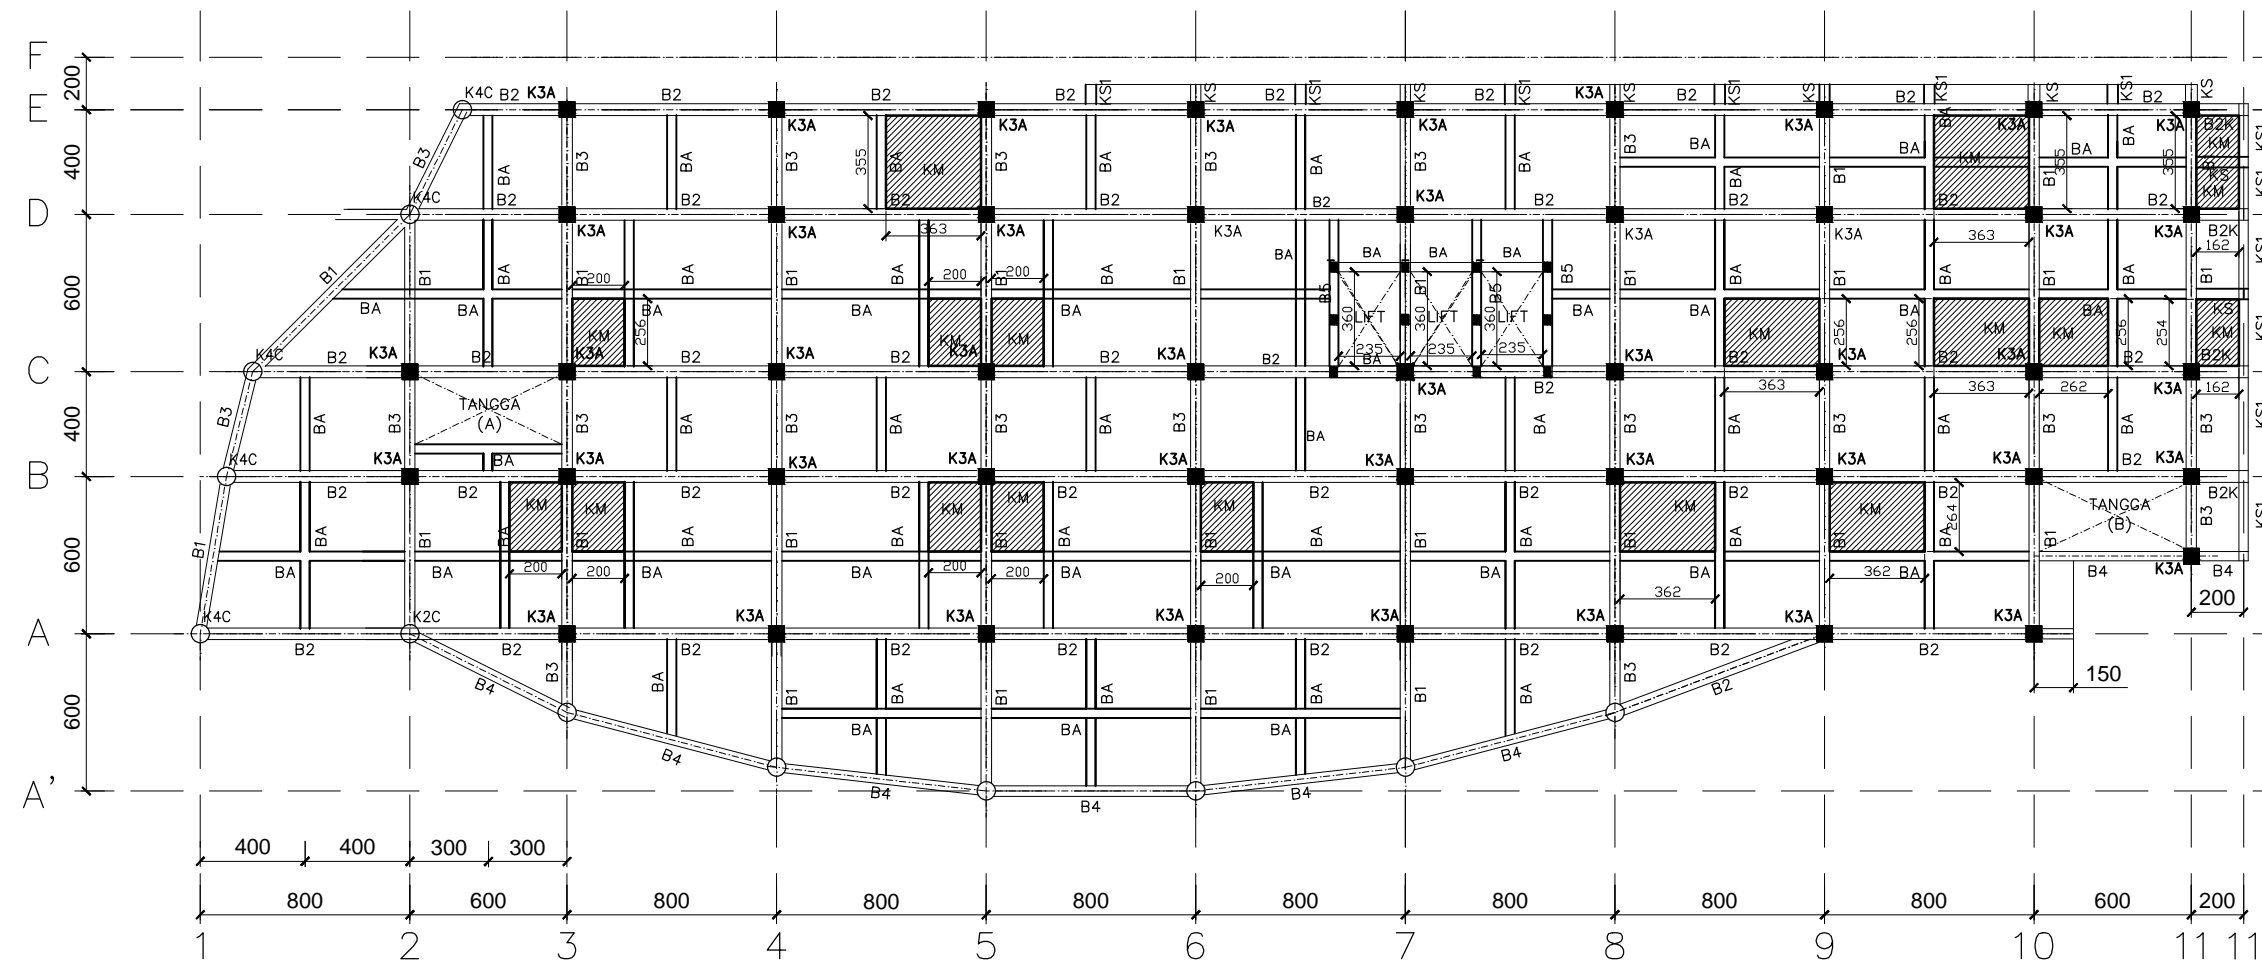 F
200
KS1 KS KS1 KS KS1 KS KS1 KS KS1 KS KS1 KS
E
K4C B2 K3A B2 B2 B2 B2 B2 K3A B2 B2 B2
K3A K3A K3A K3A K3A K3A K3A B2K
400
B3 BA B3 BA B3 BA KM B3 BA B3 BA B3 BA B3 BA BA BA BA KM BA BA KM KS1
355 355 355
B1 B1 B1 KS KM KS1
D
K4C B2 B2 B2 B2 B2 B2 K3A B2 B2 B2 B2
K3A K3A 363 K3A K3A K3A K3A 363 K3A K3A B2K 162
600
B1 B1 BA B1 200 BA B1 200 200 B1 BA B1 BA BA BA BA B5 B1 BA B1 BA B1 BA B1 KS1
BA BA BA BA BA BA B5 B1 B5 BA BA BA BA KS
KM 256 KM KM 360 LIFT 360 LIFT 360 LIFT KM 256 256 KM KM 256 254 KM KS1
235 235 235
C
K4C B2 K3A B2 K3A B2 K3A K3A B2 K3A B2 BA K3A B2 K3A B2 K3A B2 B2K
K3A B2 363 363 262 K3A 162
400
B3 BA B3 TANGGA
(A)
B3 BA B3 BA B3 BA B3 BA B3 BA B3 BA B3 BA B3 BA B3 KS1
B
K4C K3A BA K3A K3A K3A K3A K3A K3A K3A K3A B2 K3A
B2 B2 B2 B2 B2 B2 B2 B2 B2K
600
B1 BA B1 BA KM KM B1 BA B1 BA KM KM B1 BA B1 KM B1 BA B1 BA B1 KM BA B1 KM BA 264 B1 TANGGA
(B)
B3 KS1
BA BA 200 200 BA BA 200 200 BA 200 BA BA BA 362 BA B4 K3A B4
362
200
A
K4C K2C K3A K3A K3A K3A K3A K3A K3A K3A
B2 B2 B2 B2 B2 B2 B2 B2 B2
600
B4 B3 BA B1 BA B1 BA B1 BA B1 BA B3 B2 150
BA BA BA
B4 B4 B4 B4 B4
A'
400 400 300 300
800 600 800 800 800 800 800 800 800 600 200
1 2 3 4 5 6 7 8 9 10 11 11